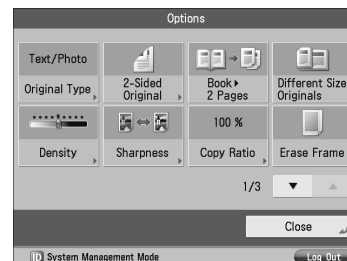 Options
Text/Photo
Original Type
2-Sided
Original
Book▸
2 Pages
Different Size
Originals
Density
Sharpness
100 %
Copy Ratio
Erase Frame
1/3
Close
ID System Management Mode
Log Out